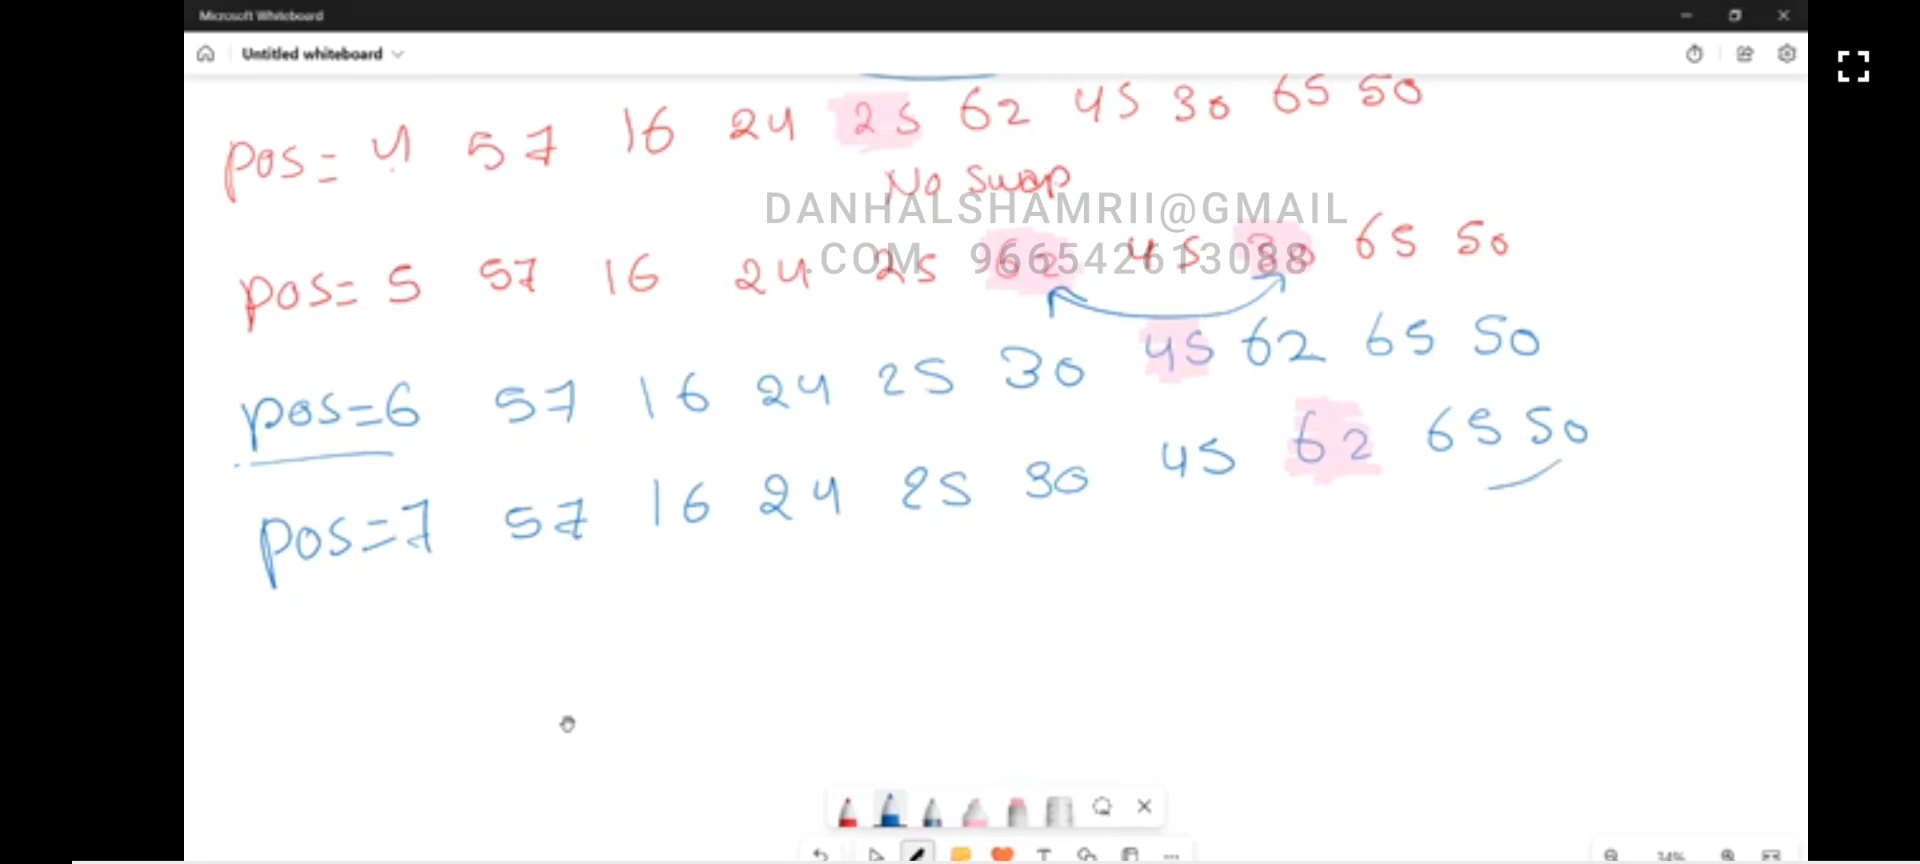 Microsoft Whiteboard
Untitled whiteboard
pos= 4 57 16 24 25 62 45 30 65 50
No Swap
DANHALSHAMRII@GMAIL
.COM 966542613088
pos= 5 57 16 24 25 62 45 30 65 50
pos=6 57 16 24 25 30 45 62 65 50
pos=7 57 16 24 25 30 45 62 65 50
34%